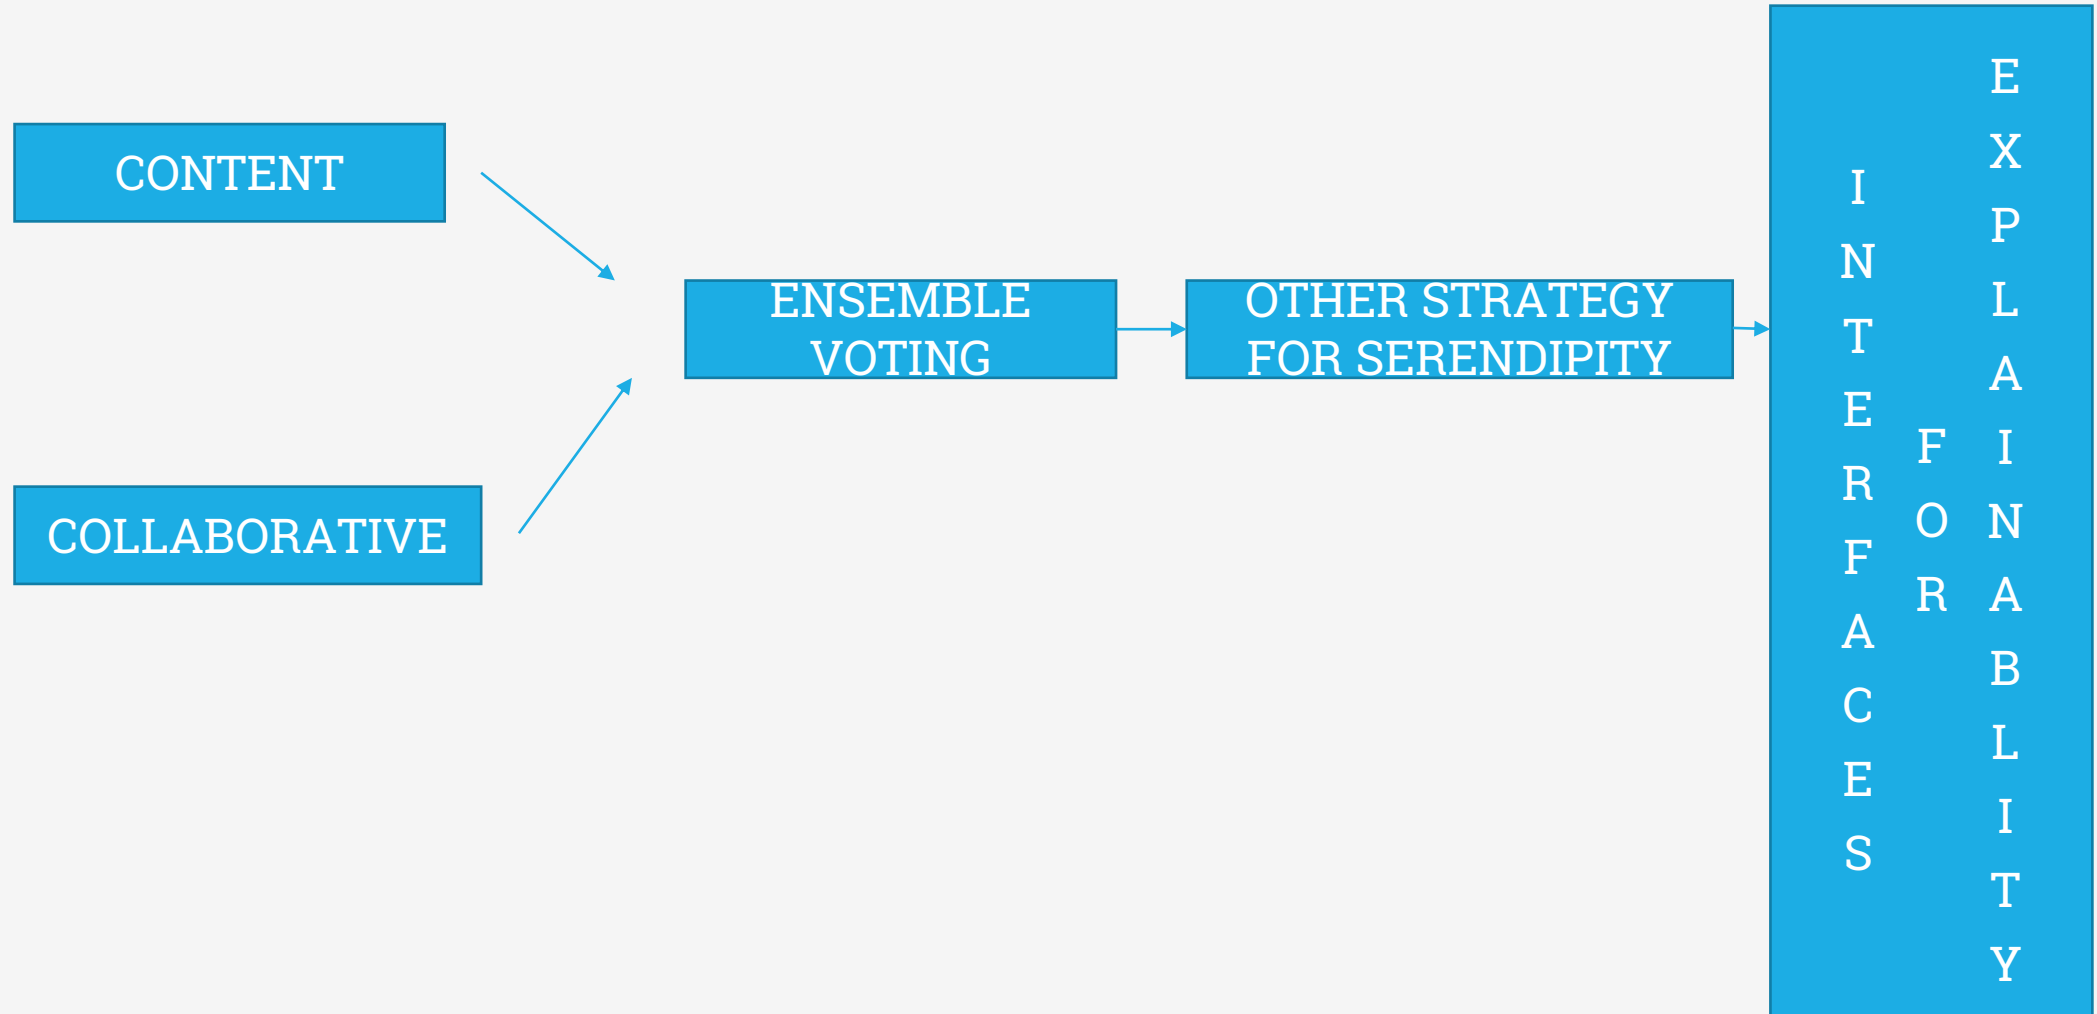 CONTENT
COLLABORATIVE
ENSEMBLE
VOTING
OTHER STRATEGY
FOR SERENDIPITY
INTERFACES
FOR
EXPLAINABLITY